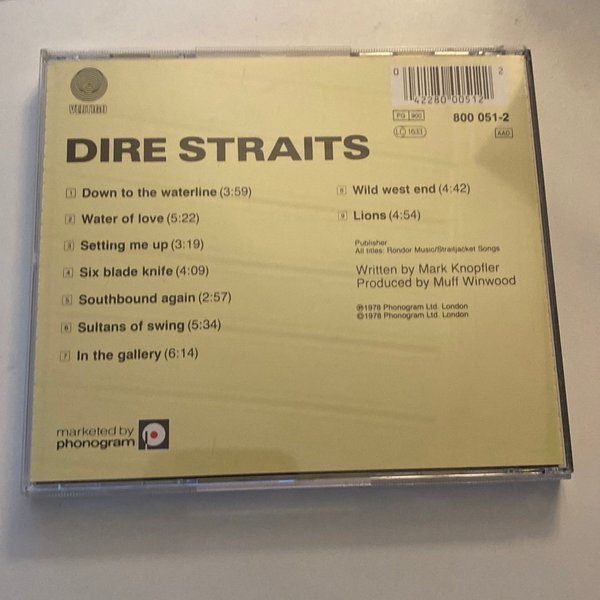 VERTIGO
0 42280 00512 2
PG 900
800 051-2
LC 1633
AAD
DIRE STRAITS
1 Down to the waterline (3:59)
2 Water of love (5:22)
3 Setting me up (3:19)
4 Six blade knife (4:09)
5 Southbound again (2:57)
6 Sultans of swing (5:34)
7 In the gallery (6:14)
8 Wild west end (4:42)
9 Lions (4:54)
Publisher
All titles: Rondor Music/Straitjacket Songs
Written by Mark Knopfler
Produced by Muff Winwood
℗1978 Phonogram Ltd. London
©1978 Phonogram Ltd. London
marketed by
phonogram